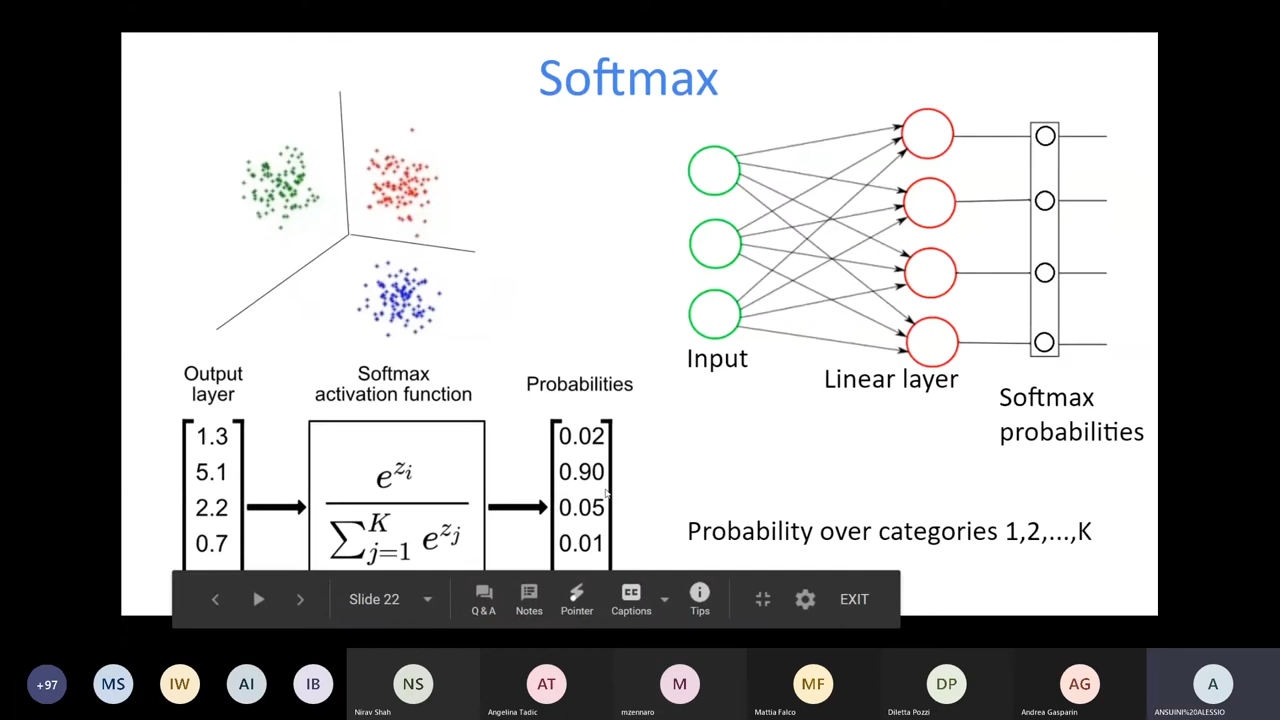 Softmax
Input
Linear layer
Softmax
probabilities
Output
layer
Softmax
activation function
Probabilities
1.3
5.1
2.2
0.7
e^{z_i}
∑_{j=1}^{K} e^{z_j}
0.02
0.90
0.05
0.01
Probability over categories 1,2,...,K
Slide 22
Q & A
Notes
Pointer
CC
Captions
Tips
EXIT
+97
MS
IW
AI
IB
NS
Nirav Shah
AT
Angelina Tadic
M
mzennaro
MF
Mattia Falco
DP
Diletta Pozzi
AG
Andrea Gasparin
A
ANSUINI%20ALESSIO